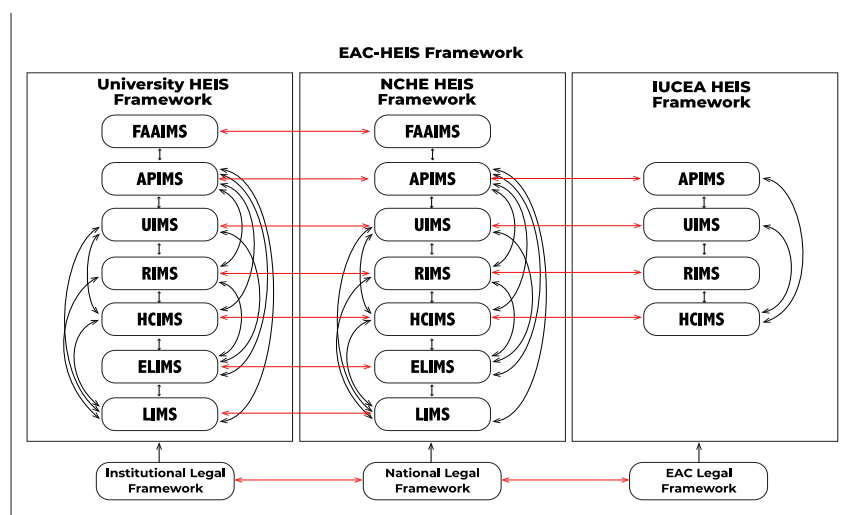 EAC-HEIS Framework
University HEIS
Framework
FAAIMS
APIMS
UIMS
RIMS
HCIMS
ELIMS
LIMS
Institutional Legal
Framework
NCHE HEIS
Framework
FAAIMS
APIMS
UIMS
RIMS
HCIMS
ELIMS
LIMS
National Legal
Framework
IUCEA HEIS
Framework
APIMS
UIMS
RIMS
HCIMS
EAC Legal
Framework